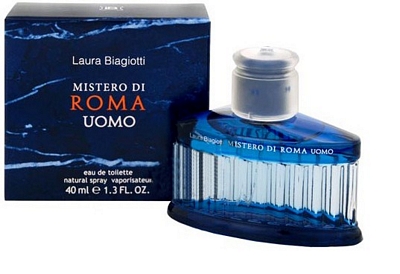 Laura Biagiotti
MISTERO DI
ROMA
UOMO
eau de toilette
natural spray vaporisateur
40 ml e 1.3 FL. OZ.
Laura Biagiotti MISTERO DI ROMA UOMO